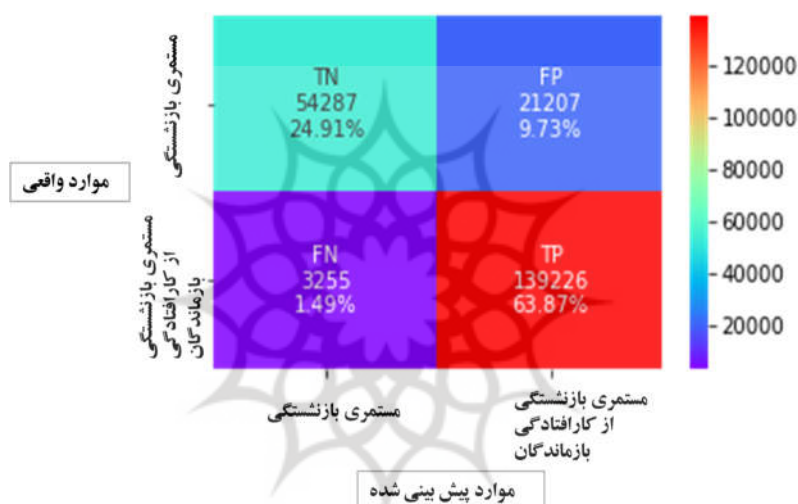 TN
54287
24.91%
FP
21207
9.73%
FN
3255
1.49%
TP
139226
63.87%
120000
100000
80000
60000
40000
20000
مستمری بازنشستگی
موارد واقعی
مستمری بازنشستگی
از کارافتادگی
بازماندگان
مستمری بازنشستگی
مستمری بازنشستگی
از کارافتادگی
بازماندگان
موارد پیش بینی شده